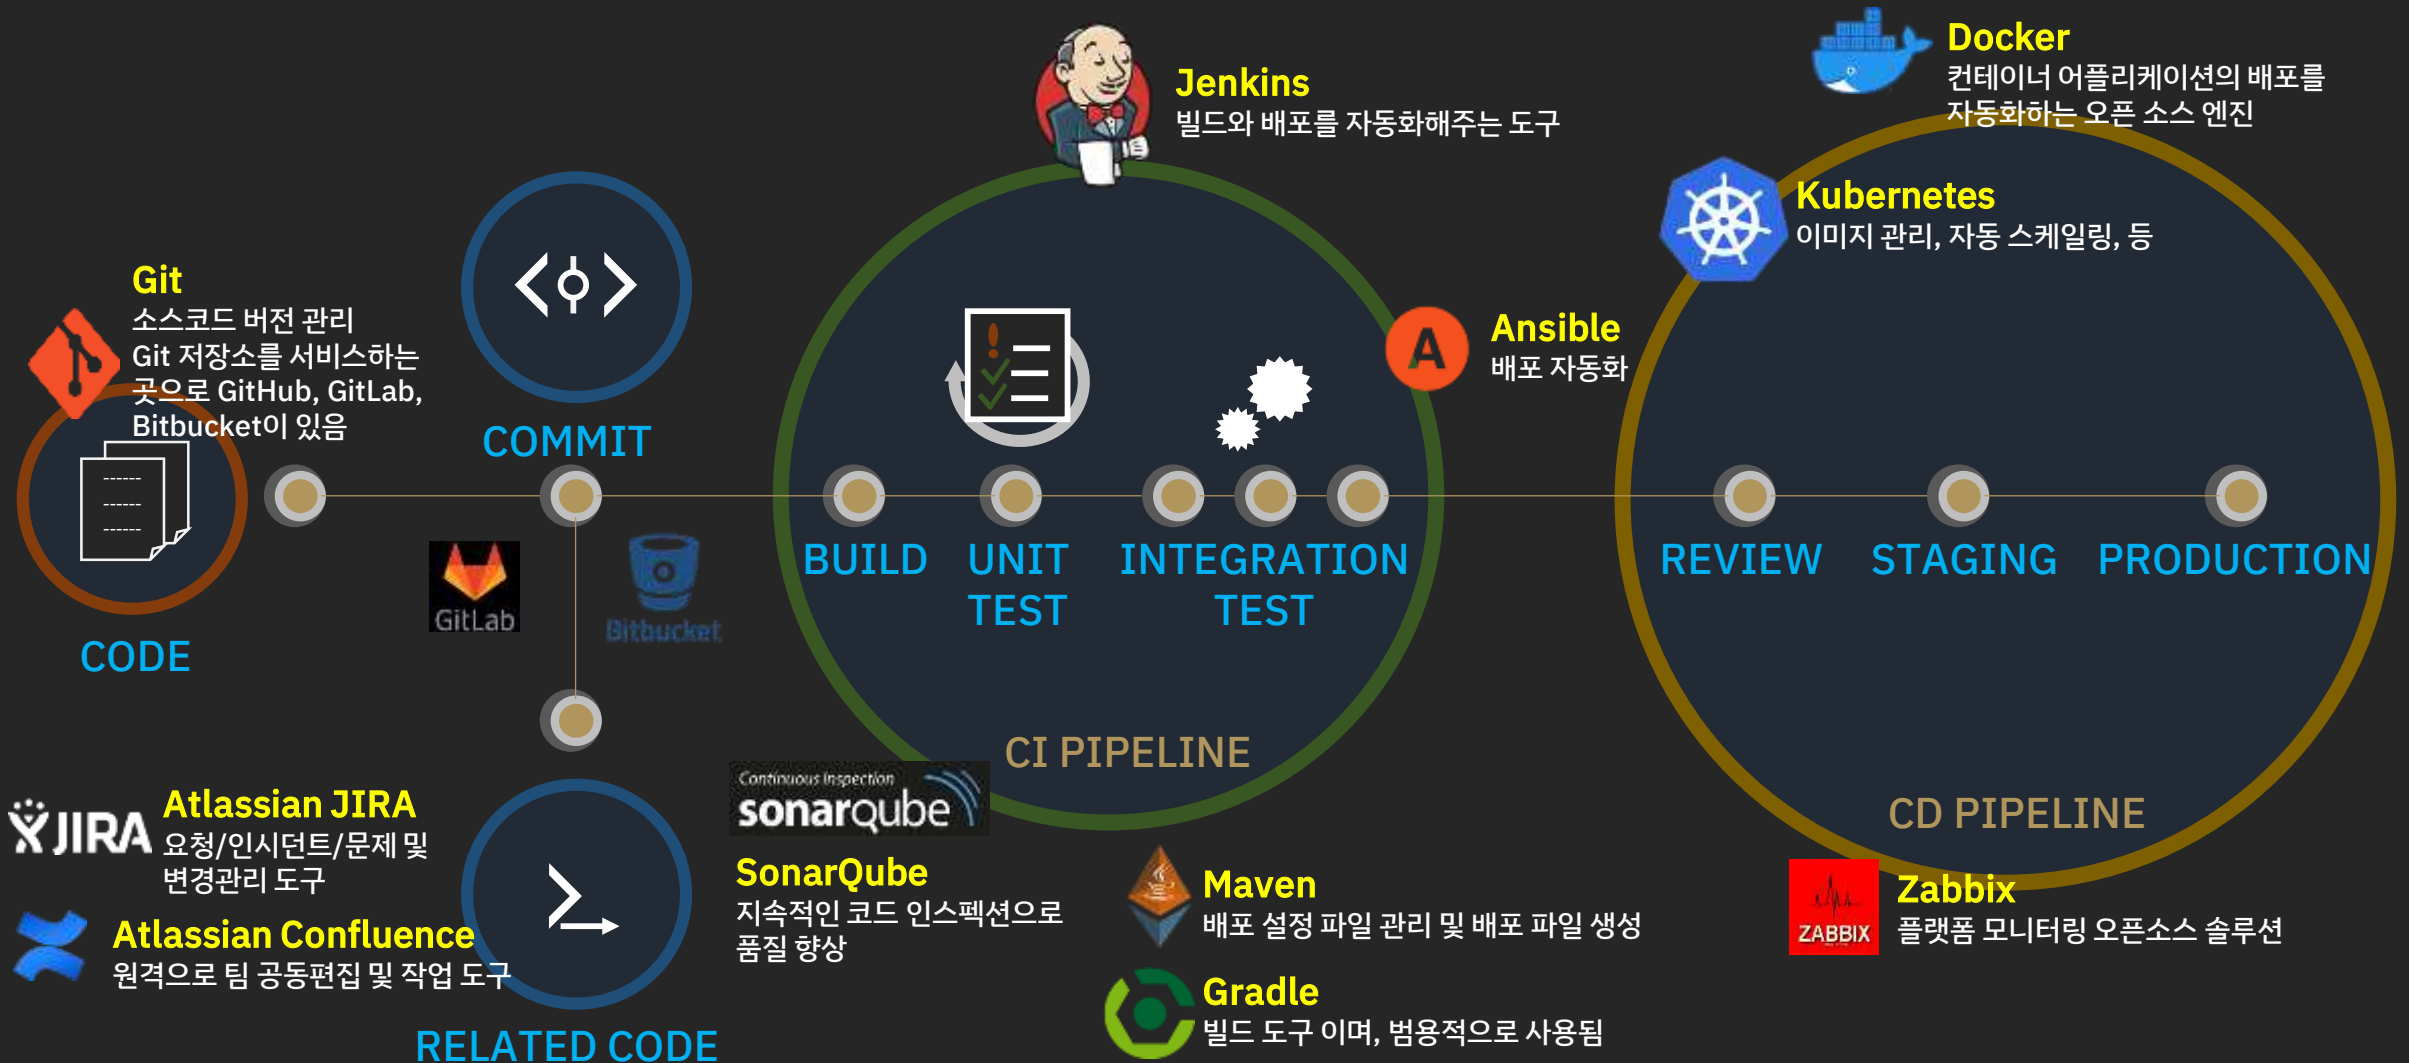 Git
소스코드 버전 관리
Git 저장소를 서비스하는
곳으로 GitHub, GitLab,
Bitbucket이 있음
CODE
COMMIT
GitLab
Bitbucket
Jenkins
빌드와 배포를 자동화해주는 도구
Ansible
배포 자동화
BUILD
UNIT
TEST
INTEGRATION
TEST
CI PIPELINE
Docker
컨테이너 어플리케이션의 배포를
자동화하는 오픈 소스 엔진
Kubernetes
이미지 관리, 자동 스케일링, 등
REVIEW
STAGING
PRODUCTION
CD PIPELINE
JIRA
Atlassian JIRA
요청/인시던트/문제 및
변경관리 도구
Atlassian Confluence
원격으로 팀 공동편집 및 작업 도구
RELATED CODE
Continuous Inspection
sonarqube
SonarQube
지속적인 코드 인스펙션으로
품질 향상
Maven
배포 설정 파일 관리 및 배포 파일 생성
Gradle
빌드 도구 이며, 범용적으로 사용됨
ZABBIX
Zabbix
플랫폼 모니터링 오픈소스 솔루션